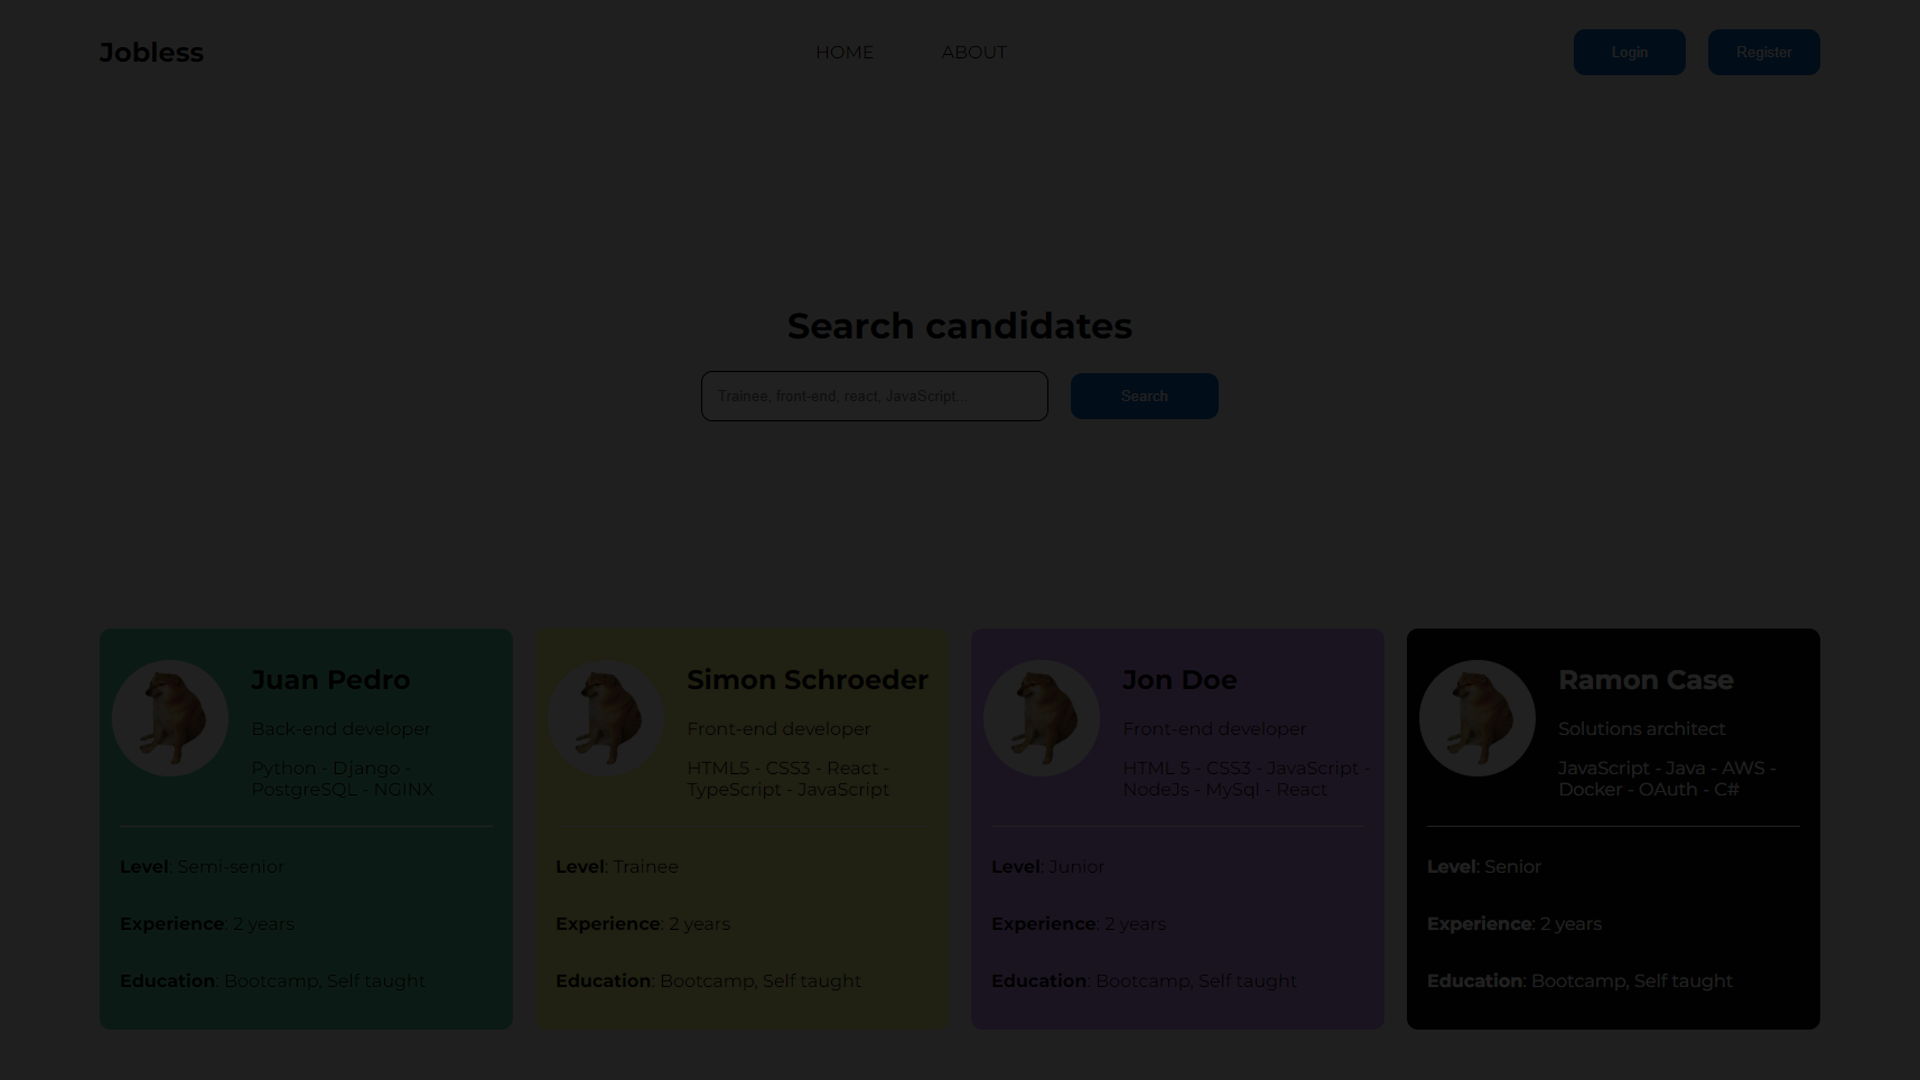 Jobless
HOME
ABOUT
Login
Register
Search candidates
Trainee, front-end, react, JavaScript...
Search
Juan Pedro
Back-end developer
Python - Django -
PostgreSQL - NGINX
Level: Semi-senior
Experience: 2 years
Education: Bootcamp, Self taught
Simon Schroeder
Front-end developer
HTML5 - CSS3 - React -
TypeScript - JavaScript
Level: Trainee
Experience: 2 years
Education: Bootcamp, Self taught
Jon Doe
Front-end developer
HTML 5 - CSS3 - JavaScript -
NodeJs - MySql - React
Level: Junior
Experience: 2 years
Education: Bootcamp, Self taught
Ramon Case
Solutions architect
JavaScript - Java - AWS -
Docker - OAuth - C#
Level: Senior
Experience: 2 years
Education: Bootcamp, Self taught